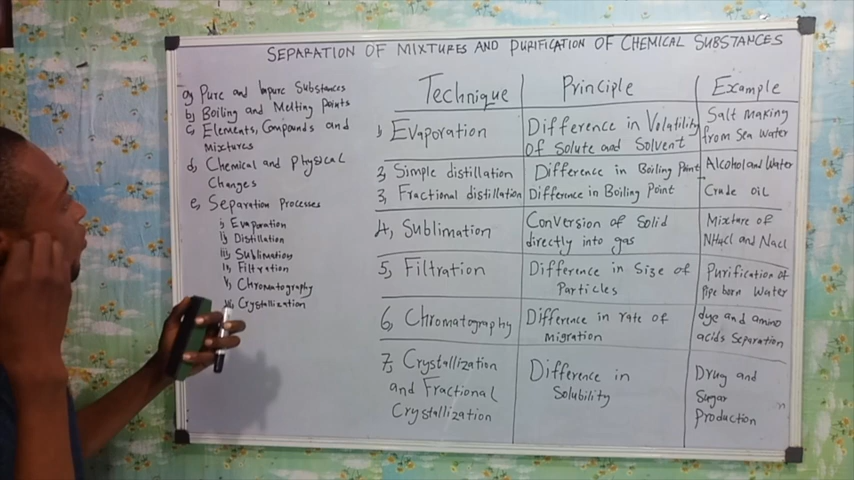 SEPARATION OF MIXTURES AND PURIFICATION OF CHEMICAL SUBSTANCES
a, Pure and Impure Substances
b, Boiling and Melting Points
c, Elements, Compounds and
Mixtures
d, Chemical and physical
Changes
e, Separation Processes
i, Evaporation
ii, Distillation
iii, Sublimation
iv, Filtration
v, Chromatography
vi, Crystallization
Technique Principle Example
1, Evaporation Difference in Volatility of Solute and Solvent Salt making from Sea Water
2, Simple distillation Difference in Boiling Point Alcohol and Water
3, Fractional distillation Difference in Boiling Point Crude oil
4, Sublimation Conversion of Solid directly into gas Mixture of NH4Cl and Nacl
5, Filtration Difference in Size of Particles Purification of Pipe born Water
6, Chromatography Difference in rate of migration dye and amino acids Separation
7, Crystallization and Fractional Crystallization Difference in Solubility Drug and Sugar Production